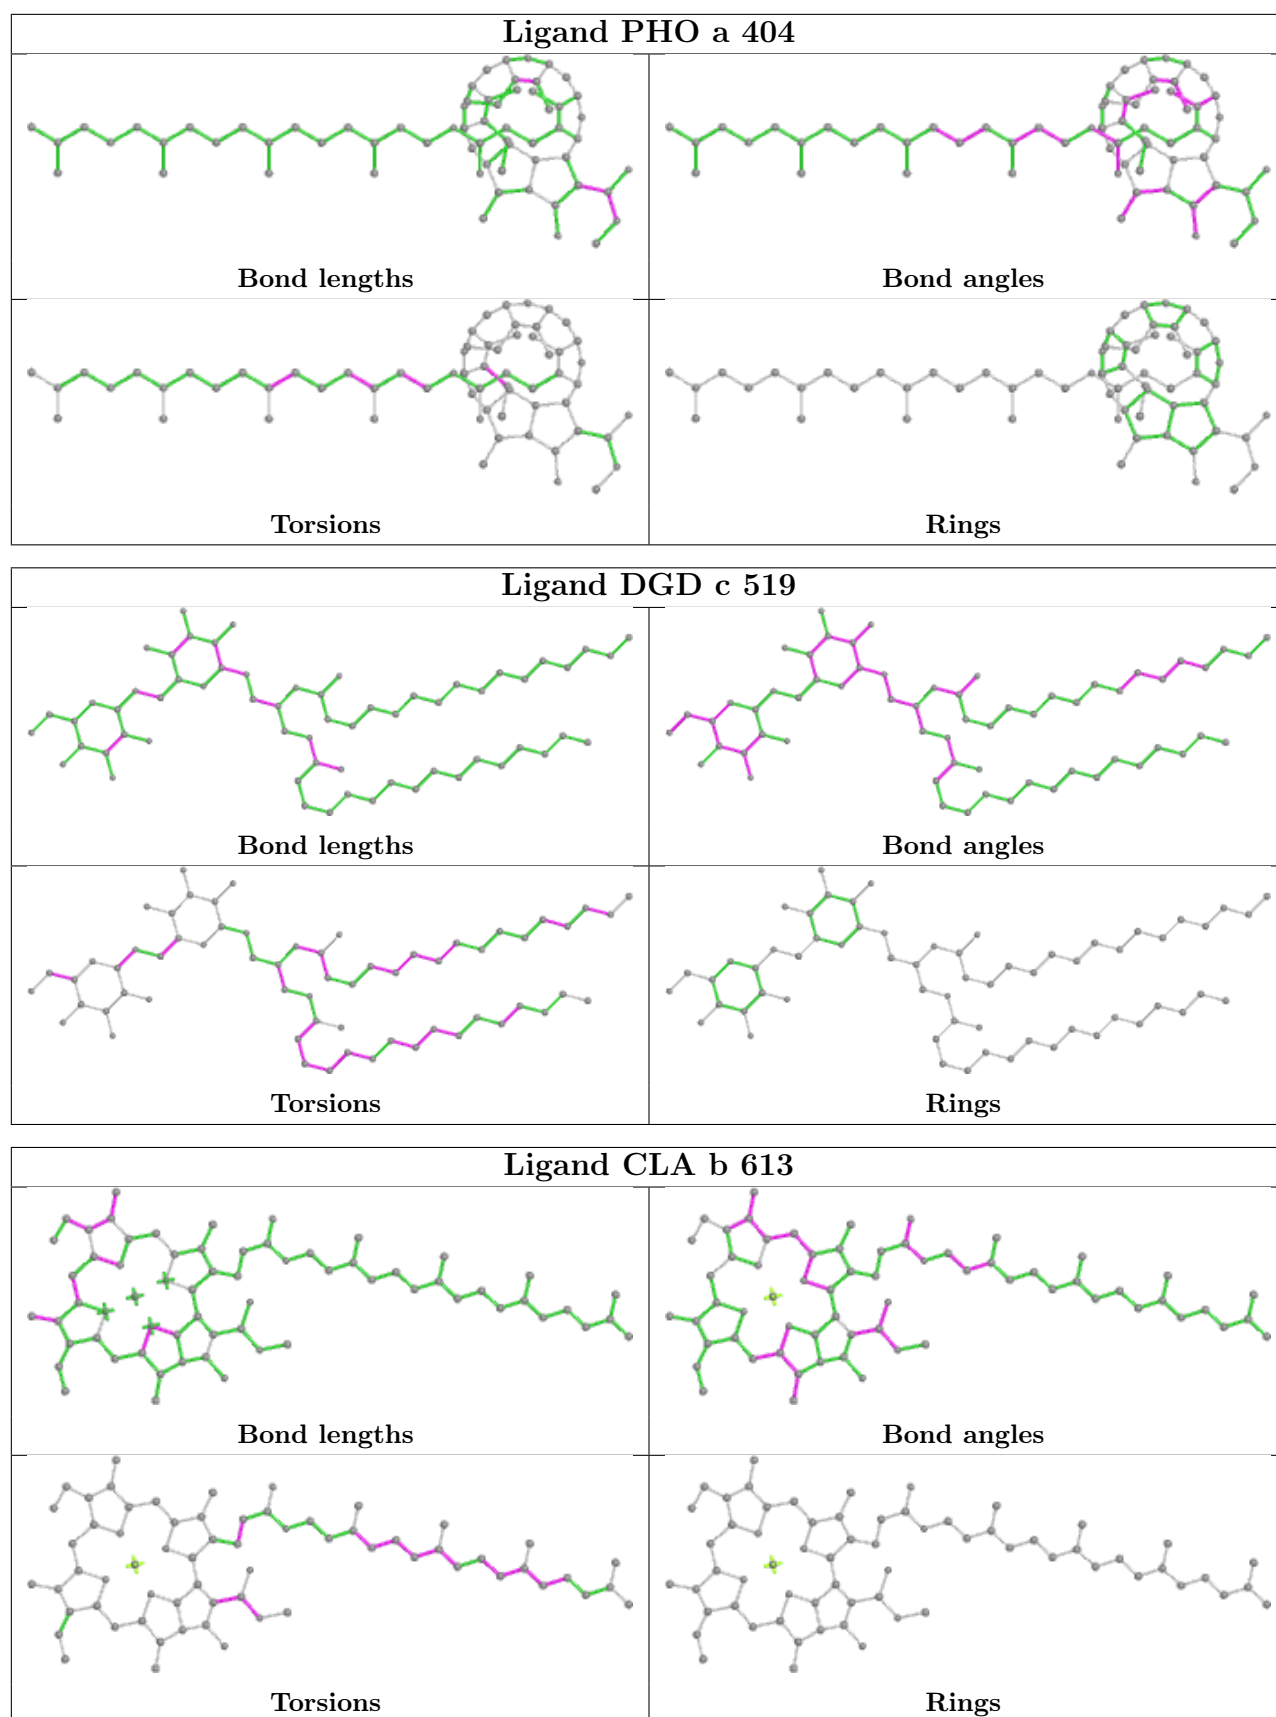 Ligand PHO a 404
Bond lengths
Bond angles
Torsions
Rings
Ligand DGD c 519
Bond lengths
Bond angles
Torsions
Rings
Ligand CLA b 613
Bond lengths
Bond angles
Torsions
Rings